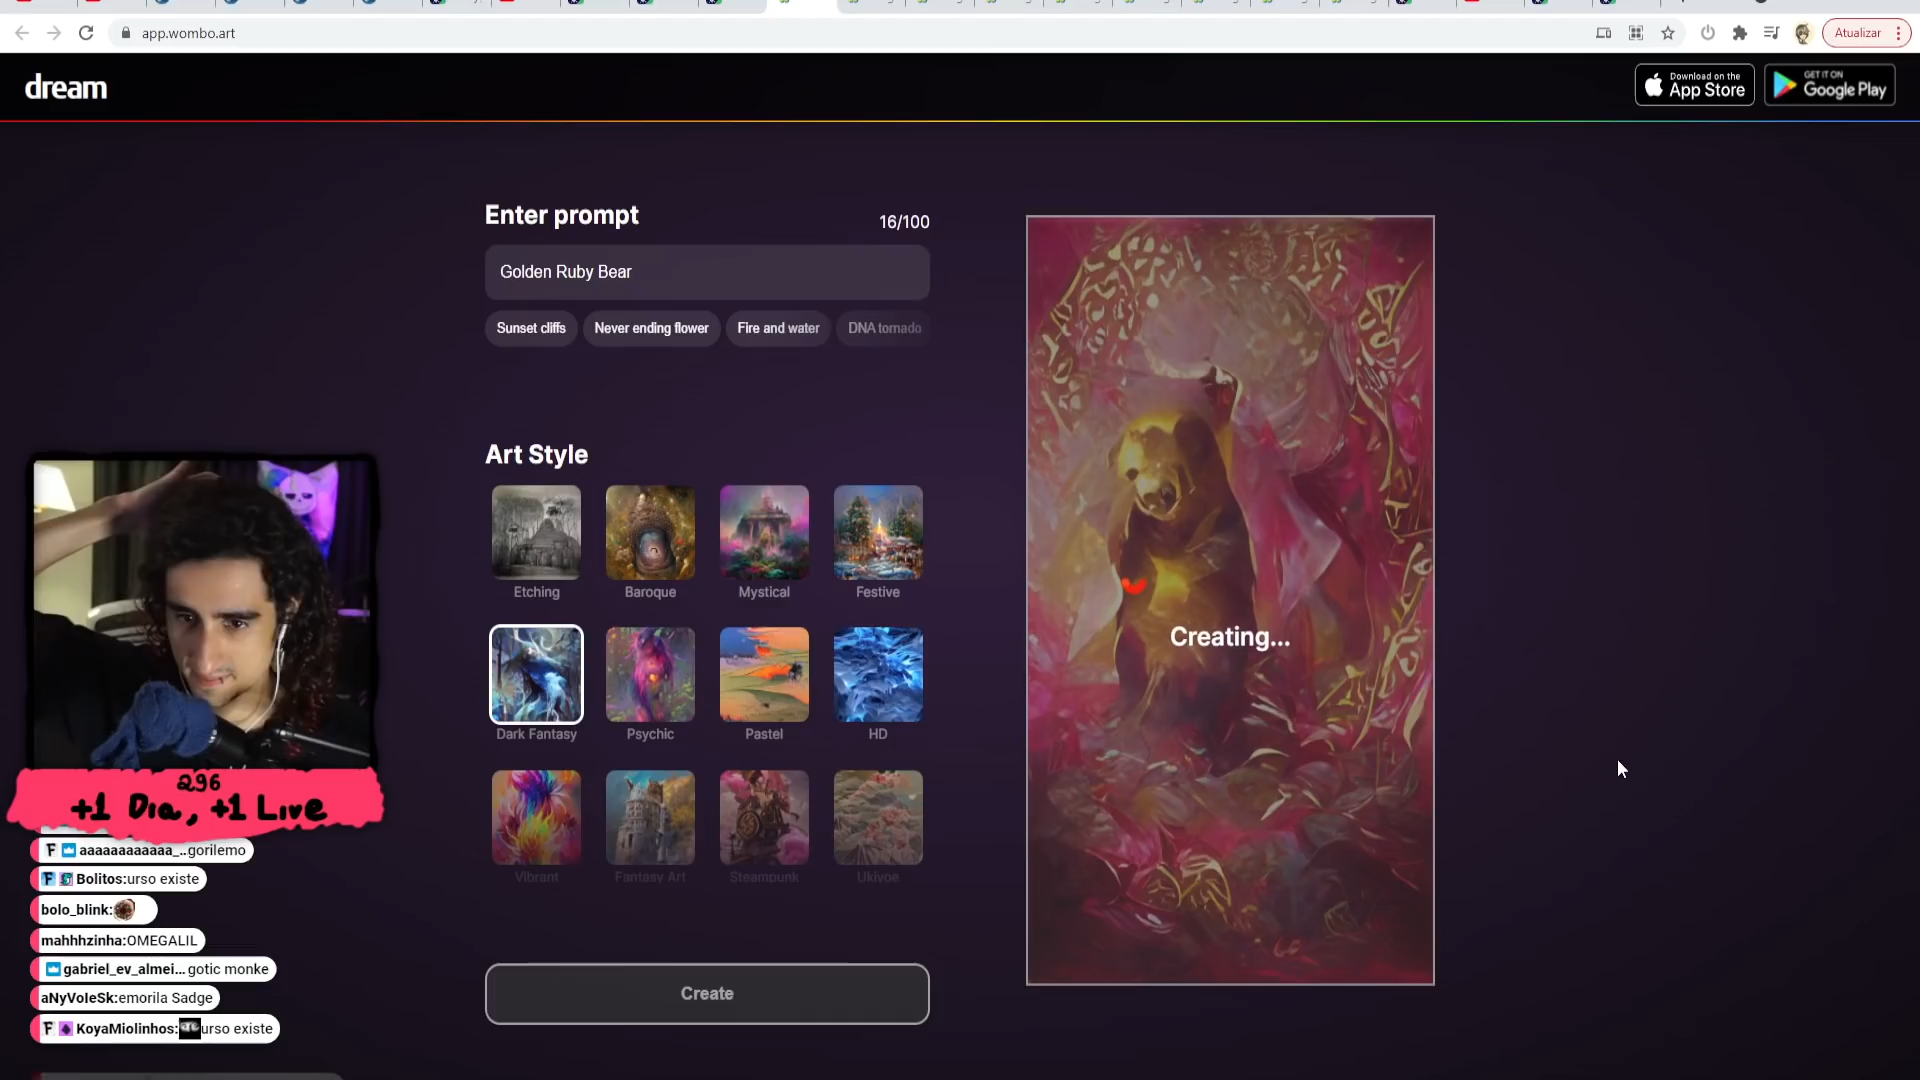 app.wombo.art
Atualizar
dream
Download on the
App Store
GET IT ON
Google Play
Enter prompt
16/100
Golden Ruby Bear
Sunset cliffs
Never ending flower
Fire and water
DNA tornado
Art Style
Etching
Baroque
Mystical
Festive
Dark Fantasy
Psychic
Pastel
HD
Vibrant
Fantasy Art
Steampunk
Ukiyoe
Create
Creating...
296
+1 Dia, +1 Live
aaaaaaaaaaaa_...gorilemo
Bolitos:urso existe
bolo_blink:
mahhhzinha:OMEGALIL
gabriel_ev_almei... gotic monke
aNyVoIeSk:emorila Sadge
KoyaMiolinhos: urso existe